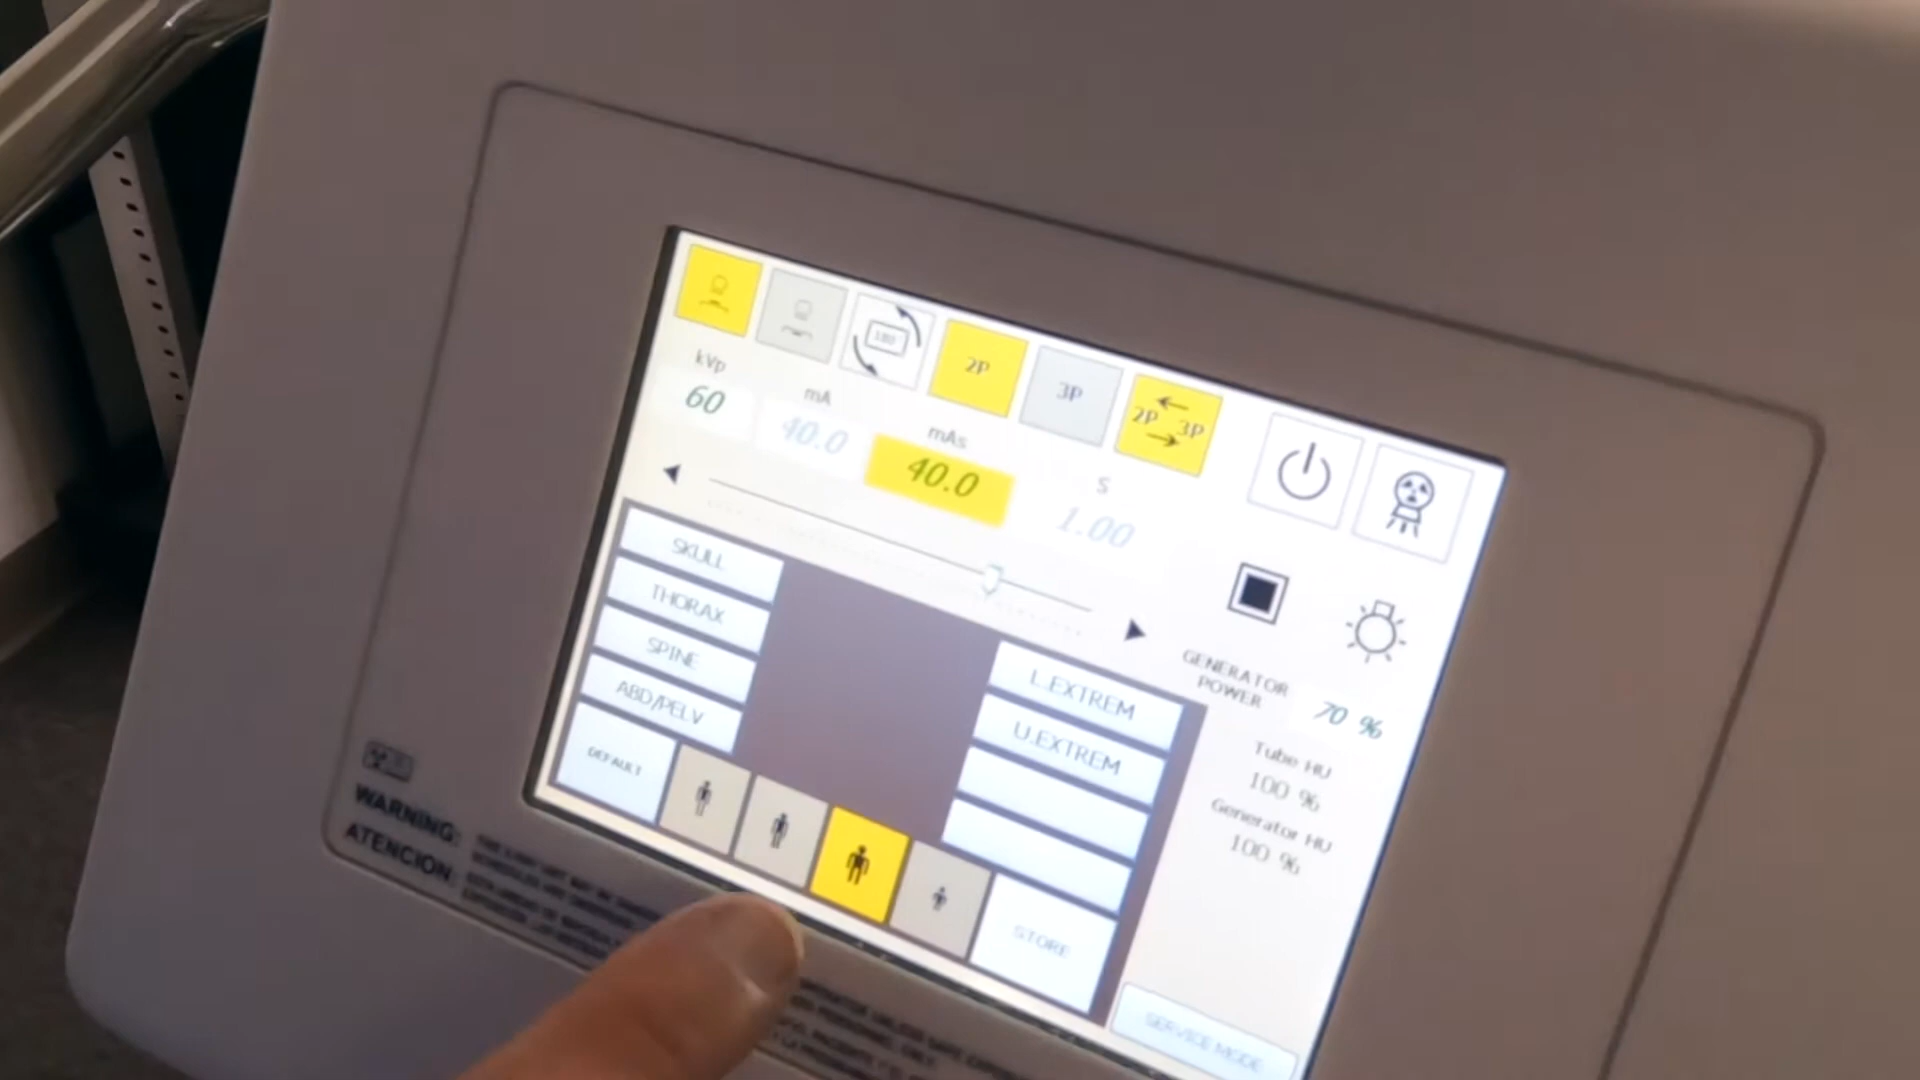 180
2P
3P
2P 3P
kVp
mA
mAs
S
60
40.0
40.0
1.00
SKULL
THORAX
SPINE
ABD/PELV
L.EXTREM
U.EXTREM
GENERATOR
POWER
70 %
Tube HU
100 %
Generator HU
100 %
DEFAULT
STORE
SERVICE MODE
WARNING:
ATENCION: